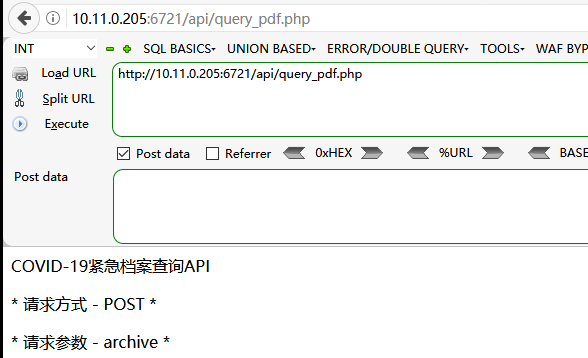 10.11.0.205:6721/api/query_pdf.php
INT SQL BASICS UNION BASED ERROR/DOUBLE QUERY TOOLS WAF BYP
Load URL http://10.11.0.205:6721/api/query_pdf.php
Split URL
Execute
Post data Referrer 0xHEX %URL BASE
Post data
COVID-19紧急档案查询API
* 请求方式 - POST *
* 请求参数 - archive *